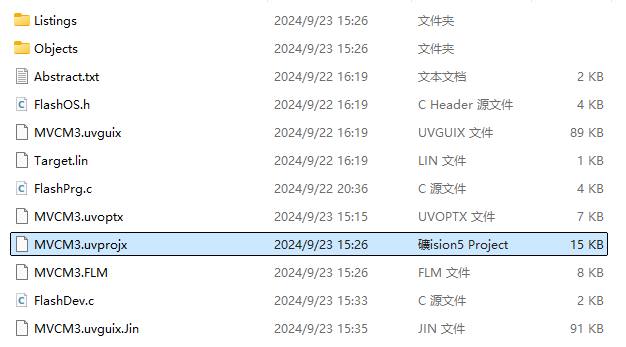 Listings 2024/9/23 15:26 文件夹
Objects 2024/9/23 15:26 文件夹
Abstract.txt 2024/9/22 16:19 文本文档 2 KB
FlashOS.h 2024/9/22 16:19 C Header 源文件 4 KB
MVCM3.uvguix 2024/9/22 16:19 UVGUIX 文件 89 KB
Target.lin 2024/9/22 16:19 LIN 文件 1 KB
FlashPrg.c 2024/9/22 20:36 C 源文件 4 KB
MVCM3.uvoptx 2024/9/23 15:15 UVOPTX 文件 7 KB
MVCM3.uvprojx 2024/9/23 15:26 礦ision5 Project 15 KB
MVCM3.FLM 2024/9/23 15:26 FLM 文件 8 KB
FlashDev.c 2024/9/23 15:33 C 源文件 2 KB
MVCM3.uvguix.Jin 2024/9/23 15:35 JIN 文件 91 KB